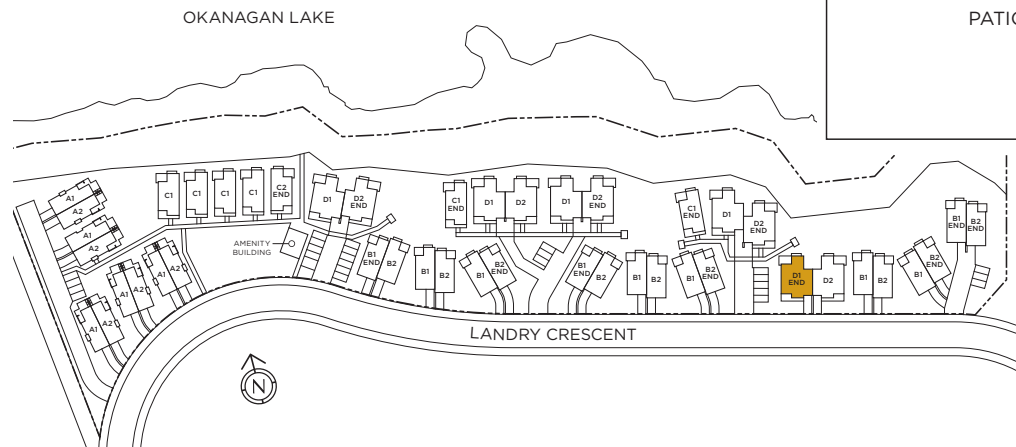 OKANAGAN LAKE
PATIO
C1
C1
C1
C1
C2
END
D1
D2
END
C1
END
D1
D2
D1
D2
END
C1
END
D1
D2
END
B1
END
B2
END
A1
A2
A1
A2
A1
A2
A1
A2
A1
A2
AMENITY
BUILDING
B1
END
B2
B1
B2
B1
B2
END
B1
END
B2
B1
B2
B1
END
B2
END
D1
END
D2
B1
B2
B1
END
B2
END
LANDRY CRESCENT
N